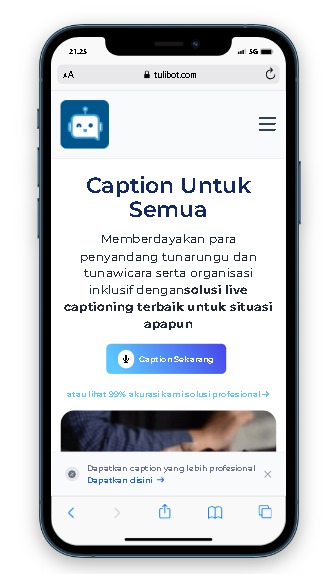 21.25
5G
AA
tulibot.com
Caption Untuk
Semua
Memberdayakan para
penyandang tunarungu dan
tunawicara serta organisasi
inklusif dengansolusi live
captioning terbaik untuk situasi
apapun
Caption Sekarang
atau lihat 99% akurasi kami solusi profesional →
Dapatkan caption yang lebih profesional
Dapatkan disini →